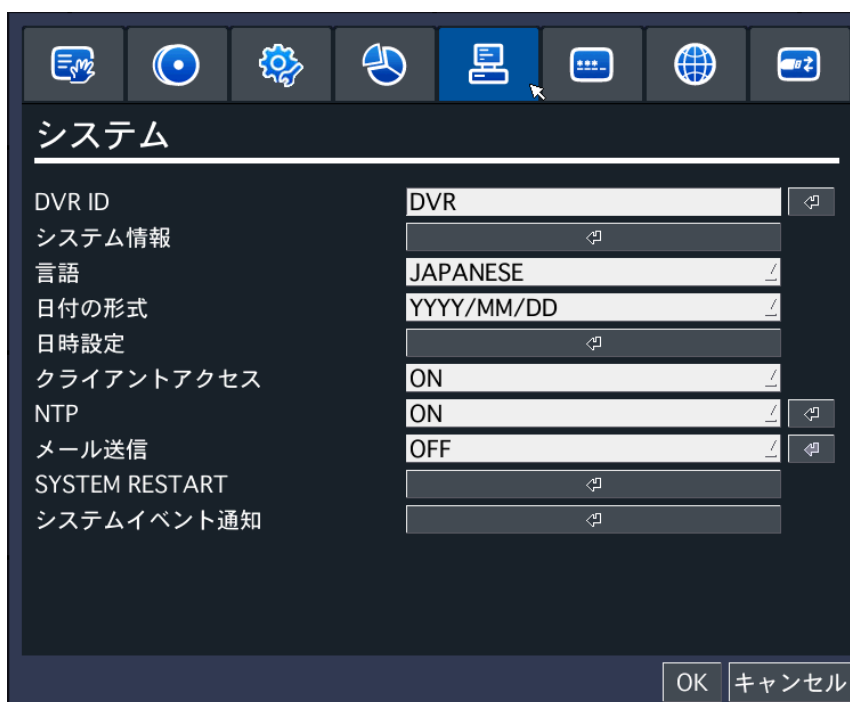 システム
DVR ID DVR
システム情報
言語 JAPANESE
日付の形式 YYYY/MM/DD
日時設定
クライアントアクセス ON
NTP ON
メール送信 OFF
SYSTEM RESTART
システムイベント通知
OK キャンセル